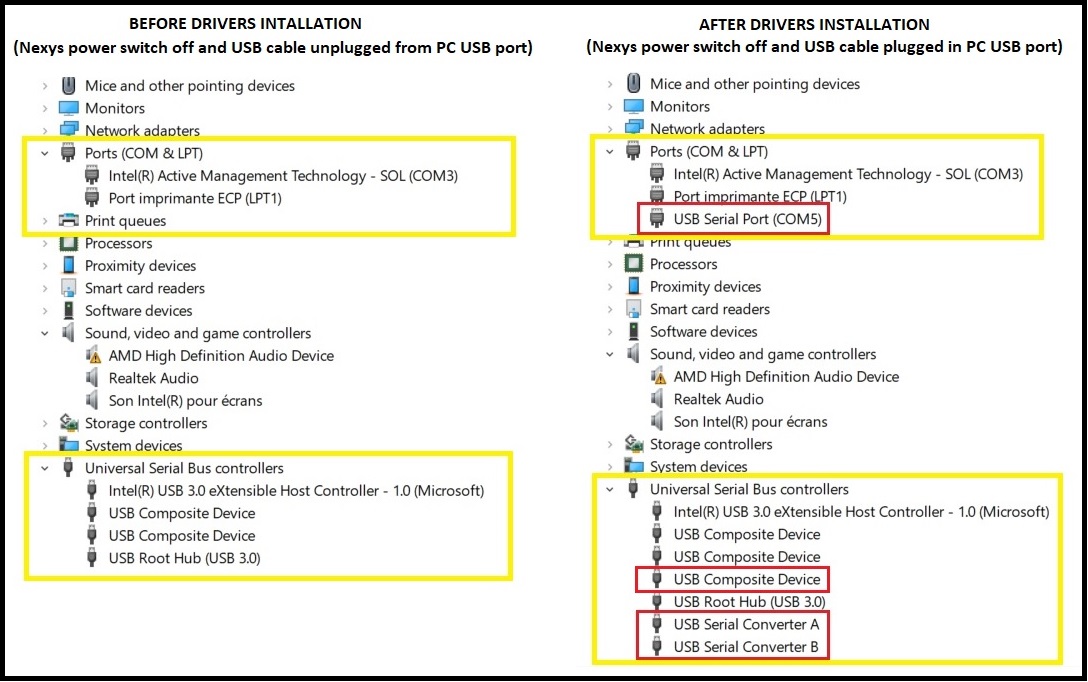 BEFORE DRIVERS INTALLATION
(Nexys power switch off and USB cable unplugged from PC USB port)
Mice and other pointing devices
Monitors
Network adapters
Ports (COM & LPT)
Intel(R) Active Management Technology - SOL (COM3)
Port imprimante ECP (LPT1)
Print queues
Processors
Proximity devices
Smart card readers
Software devices
Sound, video and game controllers
AMD High Definition Audio Device
Realtek Audio
Son Intel(R) pour écrans
Storage controllers
System devices
Universal Serial Bus controllers
Intel(R) USB 3.0 eXtensible Host Controller - 1.0 (Microsoft)
USB Composite Device
USB Composite Device
USB Root Hub (USB 3.0)
AFTER DRIVERS INSTALLATION
(Nexys power switch off and USB cable plugged in PC USB port)
Mice and other pointing devices
Monitors
Network adapters
Ports (COM & LPT)
Intel(R) Active Management Technology - SOL (COM3)
Port imprimante ECP (LPT1)
USB Serial Port (COM5)
Print queues
Processors
Proximity devices
Smart card readers
Software devices
Sound, video and game controllers
AMD High Definition Audio Device
Realtek Audio
Son Intel(R) pour écrans
Storage controllers
System devices
Universal Serial Bus controllers
Intel(R) USB 3.0 eXtensible Host Controller - 1.0 (Microsoft)
USB Composite Device
USB Composite Device
USB Composite Device
USB Root Hub (USB 3.0)
USB Serial Converter A
USB Serial Converter B